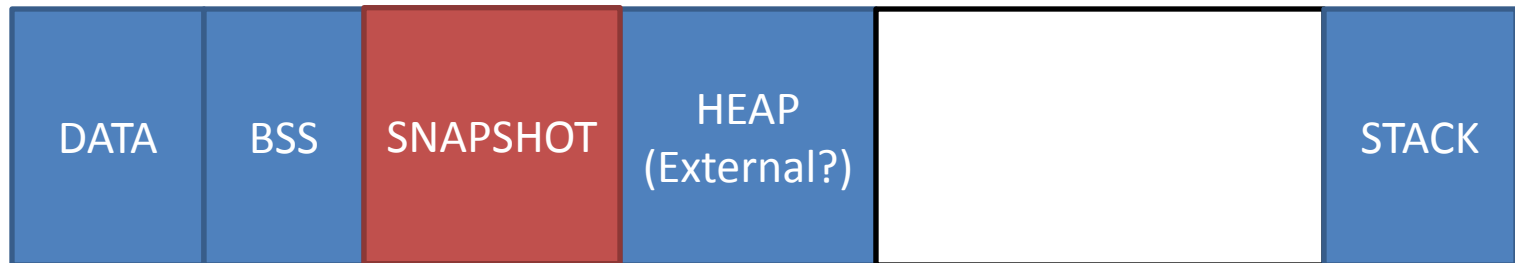 DATA
BSS
SNAPSHOT
HEAP
(External?)
STACK